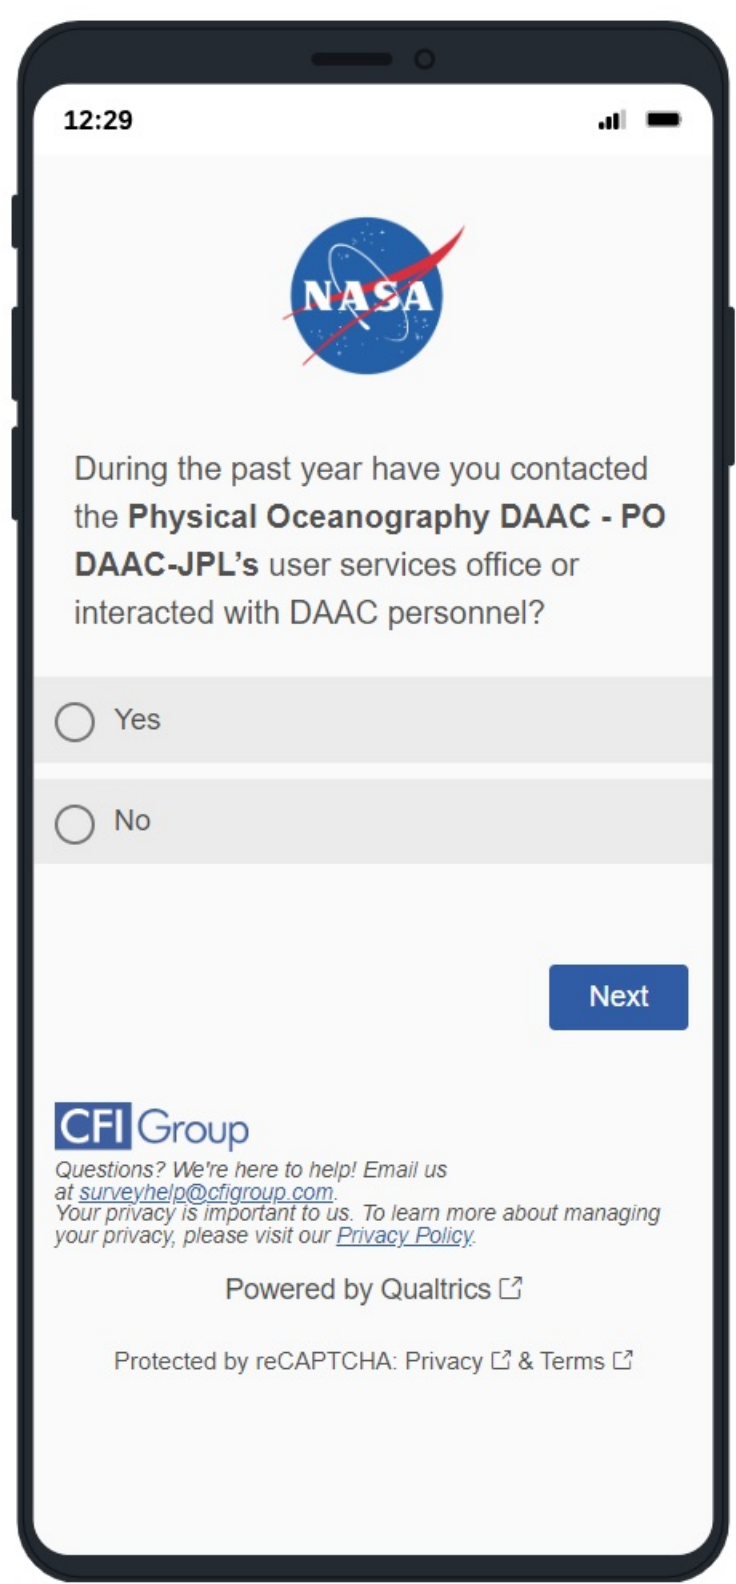 12:29
NASA
During the past year have you contacted
the Physical Oceanography DAAC - PO
DAAC-JPL’s user services office or
interacted with DAAC personnel?
Yes
No
Next
CFI Group
Questions? We're here to help! Email us
at surveyhelp@cfigroup.com.
Your privacy is important to us. To learn more about managing
your privacy, please visit our Privacy Policy.
Powered by Qualtrics
Protected by reCAPTCHA: Privacy & Terms